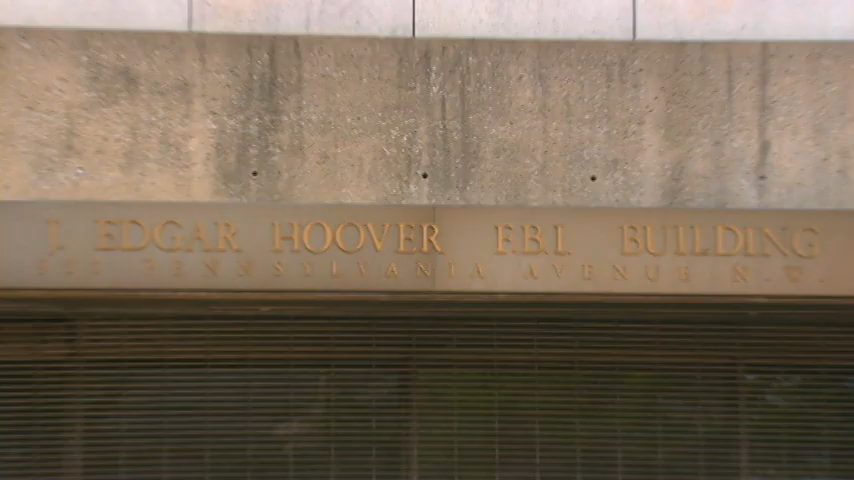 J. EDGAR HOOVER F.B.I. BUILDING
PENNSYLVANIA AVENUE N.W.